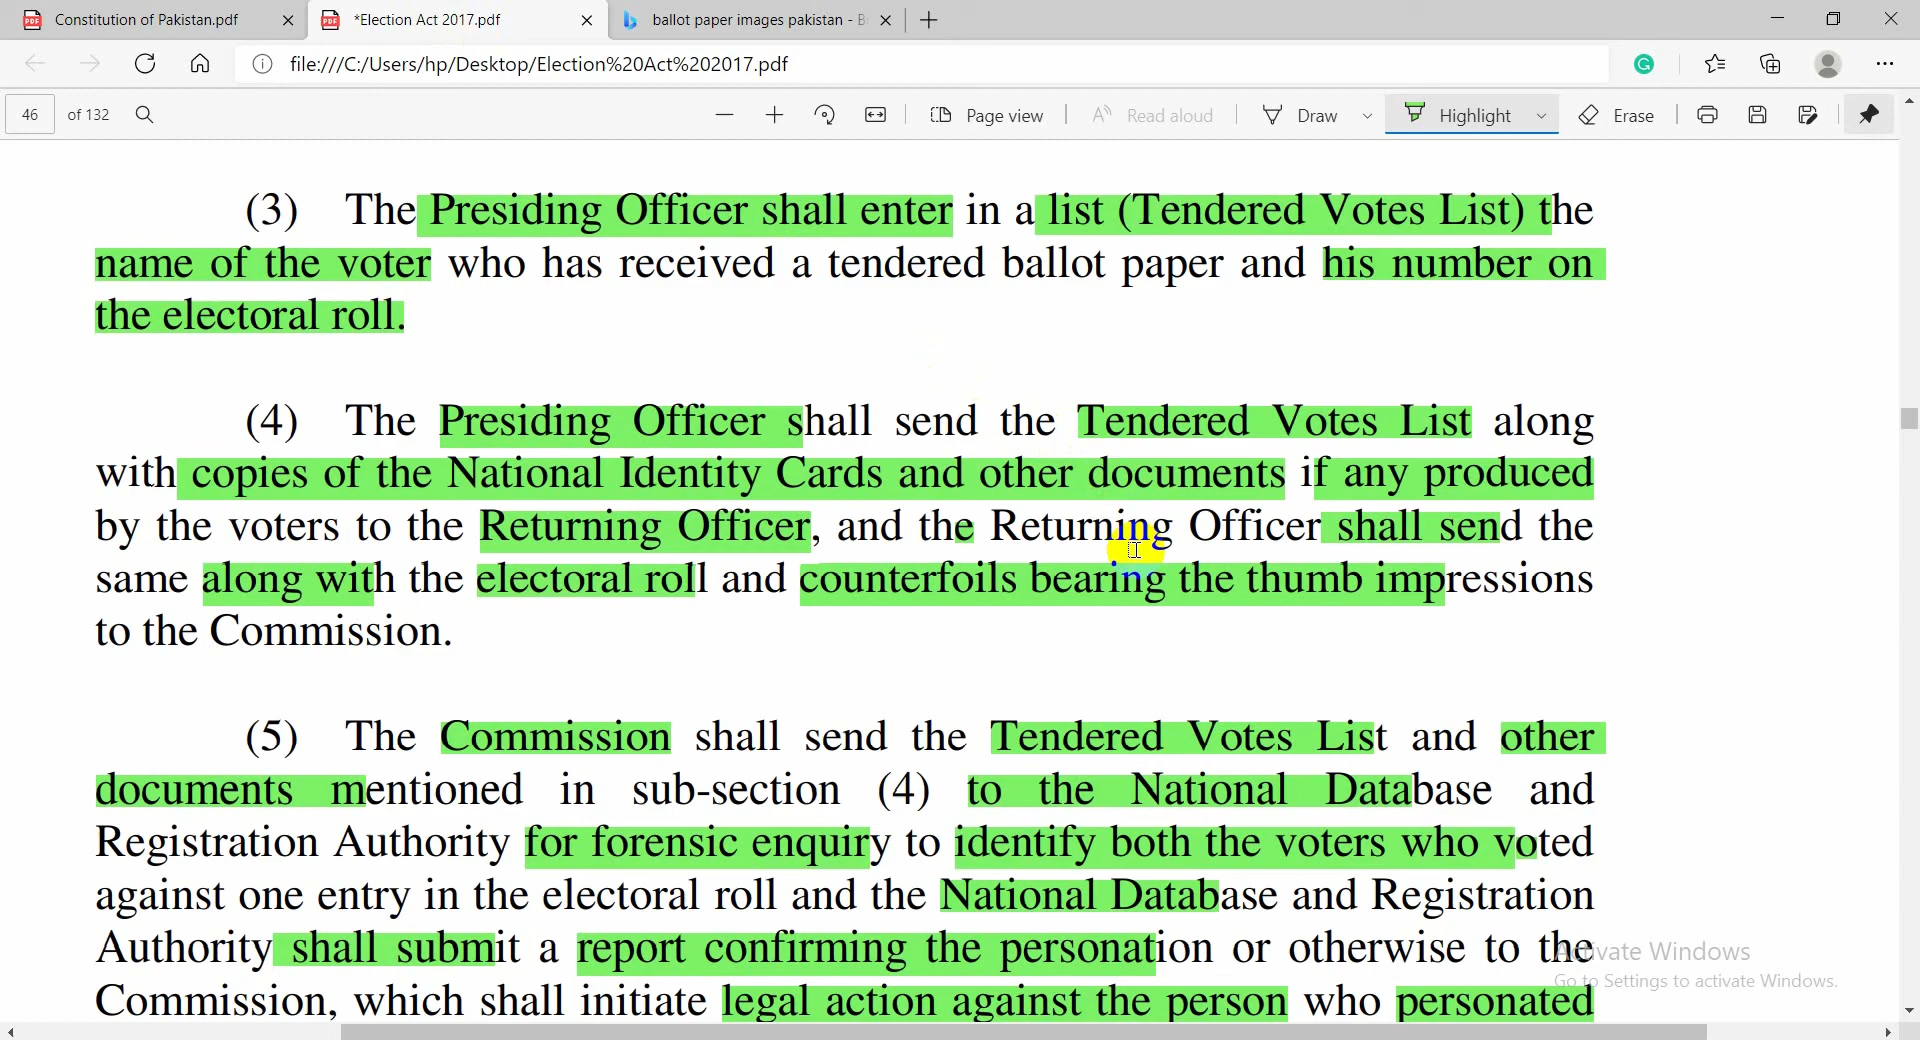 Constitution of Pakistan.pdf
*Election Act 2017.pdf
ballot paper images pakistan - B
file:///C:/Users/hp/Desktop/Election%20Act%202017.pdf
46 of 132
Page view
Read aloud
Draw
Highlight
Erase
(3) The Presiding Officer shall enter in a list (Tendered Votes List) the
name of the voter who has received a tendered ballot paper and his number on
the electoral roll.
(4) The Presiding Officer shall send the Tendered Votes List along
with copies of the National Identity Cards and other documents if any produced
by the voters to the Returning Officer, and the Returning Officer shall send the
same along with the electoral roll and counterfoils bearing the thumb impressions
to the Commission.
(5) The Commission shall send the Tendered Votes List and other
documents mentioned in sub-section (4) to the National Database and
Registration Authority for forensic enquiry to identify both the voters who voted
against one entry in the electoral roll and the National Database and Registration
Authority shall submit a report confirming the personation or otherwise to the
Commission, which shall initiate legal action against the person who personated
Activate Windows
Go to Settings to activate Windows.